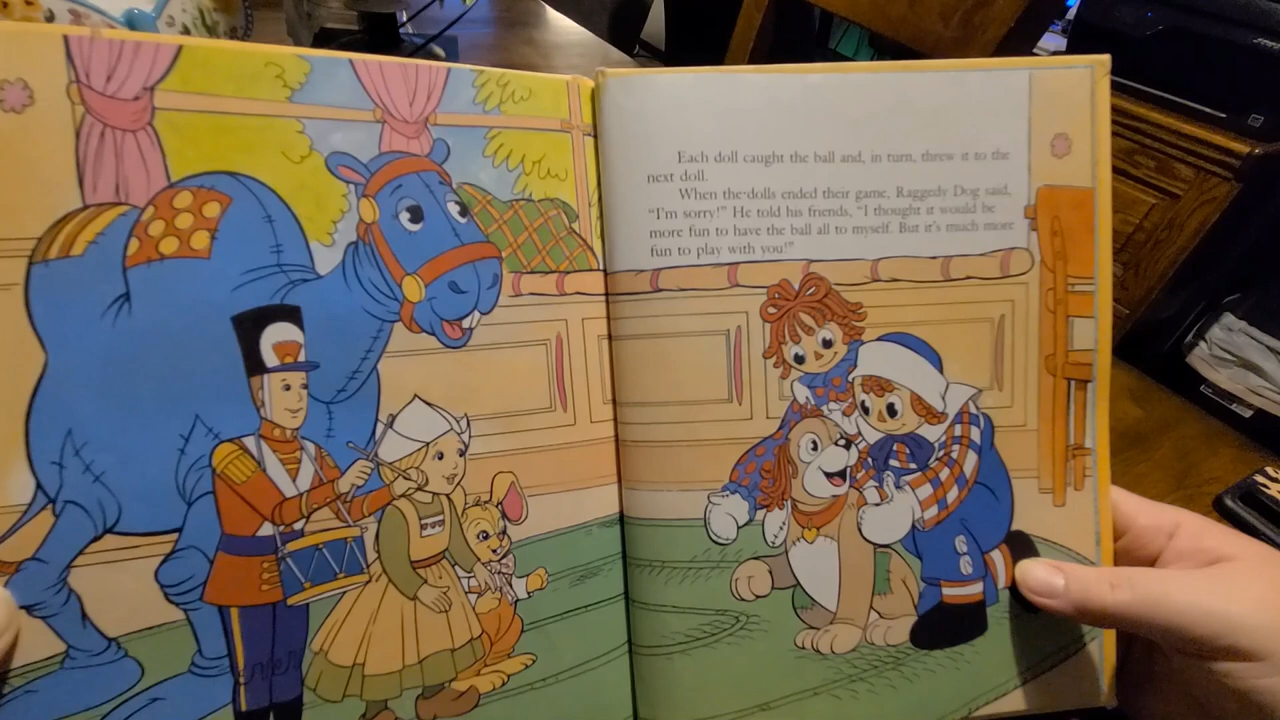 Each doll caught the ball and, in turn, threw it to the
next doll.
When the dolls ended their game, Raggedy Dog said,
"I'm sorry!" He told his friends, "I thought it would be
more fun to have the ball all to myself. But it's much more
fun to play with you!"